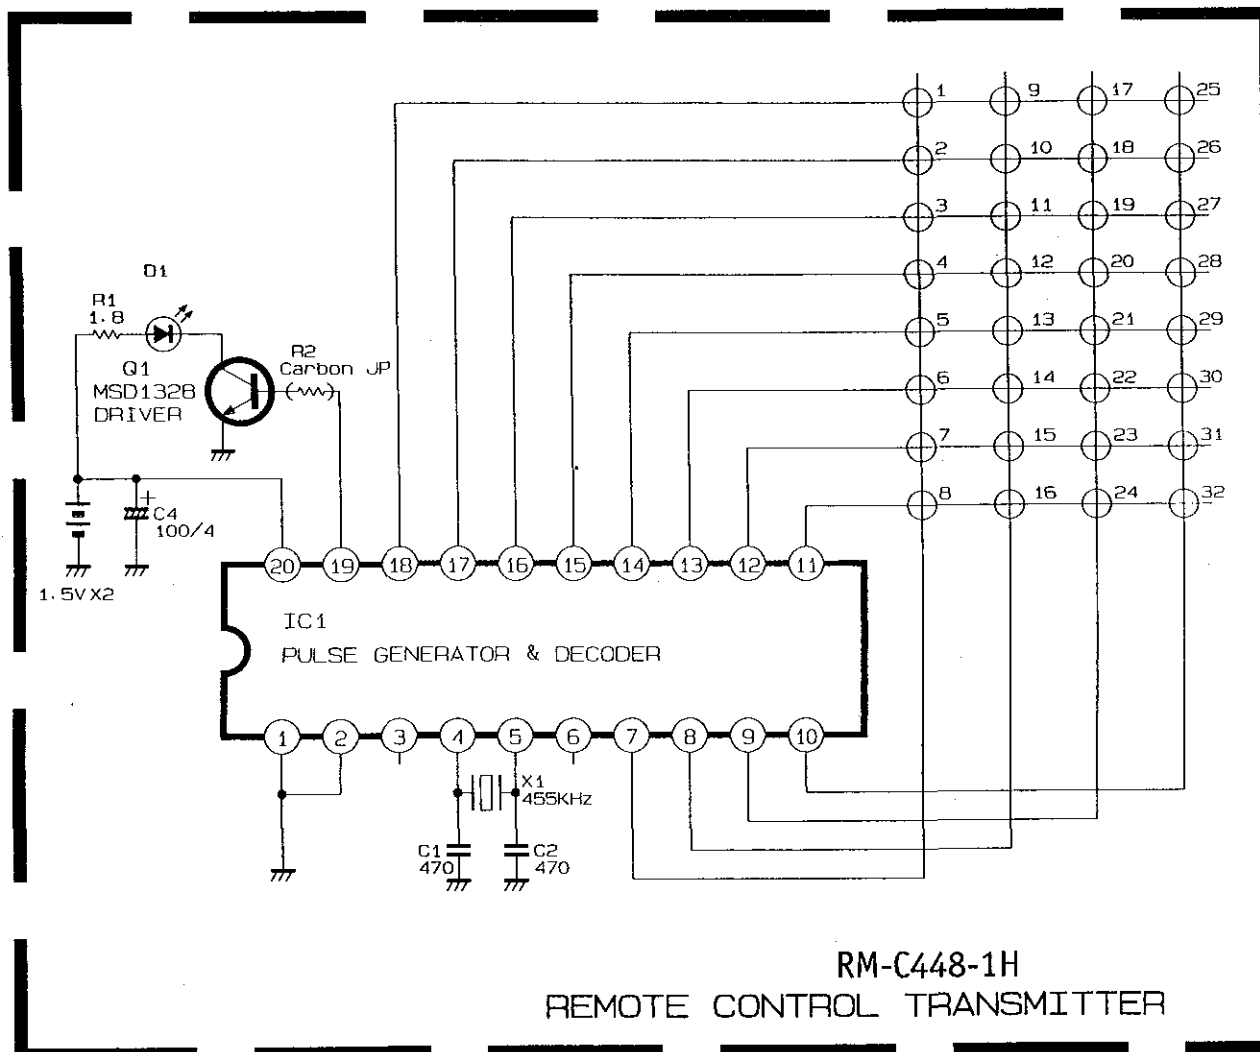 1 9 17 25
2 10 18 26
3 11 19 27
4 12 20 28
5 13 21 29
6 14 22 30
7 15 23 31
8 16 24 32
D1
R1
1.8
Q1
MSD1328
DRIVER
R2
Carbon JP
+
C4
100/4
1.5VX2
20 19 18 17 16 15 14 13 12 11
IC1
PULSE GENERATOR & DECODER
1 2 3 4 5 6 7 8 9 10
X1
455KHz
C1
470
C2
470
RM-C448-1H
REMOTE CONTROL TRANSMITTER